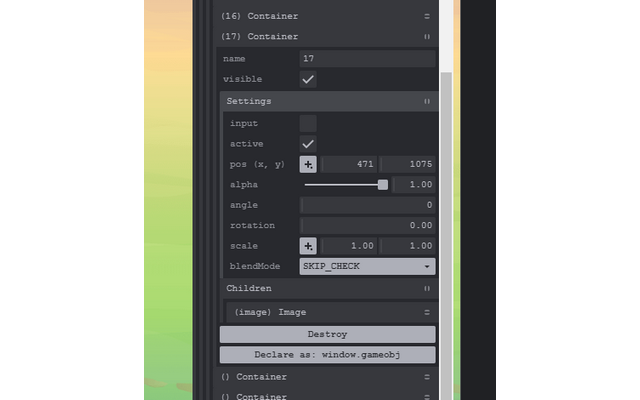 (16) Container
(17) Container
name 17
visible
Settings
input
active
pos (x, y) 471 1075
alpha 1.00
angle 0
rotation 0.00
scale 1.00 1.00
blendMode SKIP_CHECK
Children
(image) Image
Destroy
Declare as: window.gameobj
() Container
() Container